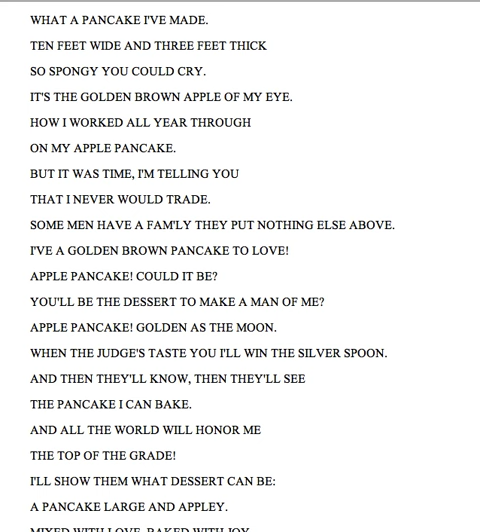 WHAT A PANCAKE I'VE MADE.
TEN FEET WIDE AND THREE FEET THICK
SO SPONGY YOU COULD CRY.
IT'S THE GOLDEN BROWN APPLE OF MY EYE.
HOW I WORKED ALL YEAR THROUGH
ON MY APPLE PANCAKE.
BUT IT WAS TIME, I'M TELLING YOU
THAT I NEVER WOULD TRADE.
SOME MEN HAVE A FAM'LY THEY PUT NOTHING ELSE ABOVE.
I'VE A GOLDEN BROWN PANCAKE TO LOVE!
APPLE PANCAKE! COULD IT BE?
YOU'LL BE THE DESSERT TO MAKE A MAN OF ME?
APPLE PANCAKE! GOLDEN AS THE MOON.
WHEN THE JUDGE'S TASTE YOU I'LL WIN THE SILVER SPOON.
AND THEN THEY'LL KNOW, THEN THEY'LL SEE
THE PANCAKE I CAN BAKE.
AND ALL THE WORLD WILL HONOR ME
THE TOP OF THE GRADE!
I'LL SHOW THEM WHAT DESSERT CAN BE:
A PANCAKE LARGE AND APPLEY.
MIXED WITH LOVE, BAKED WITH JOY